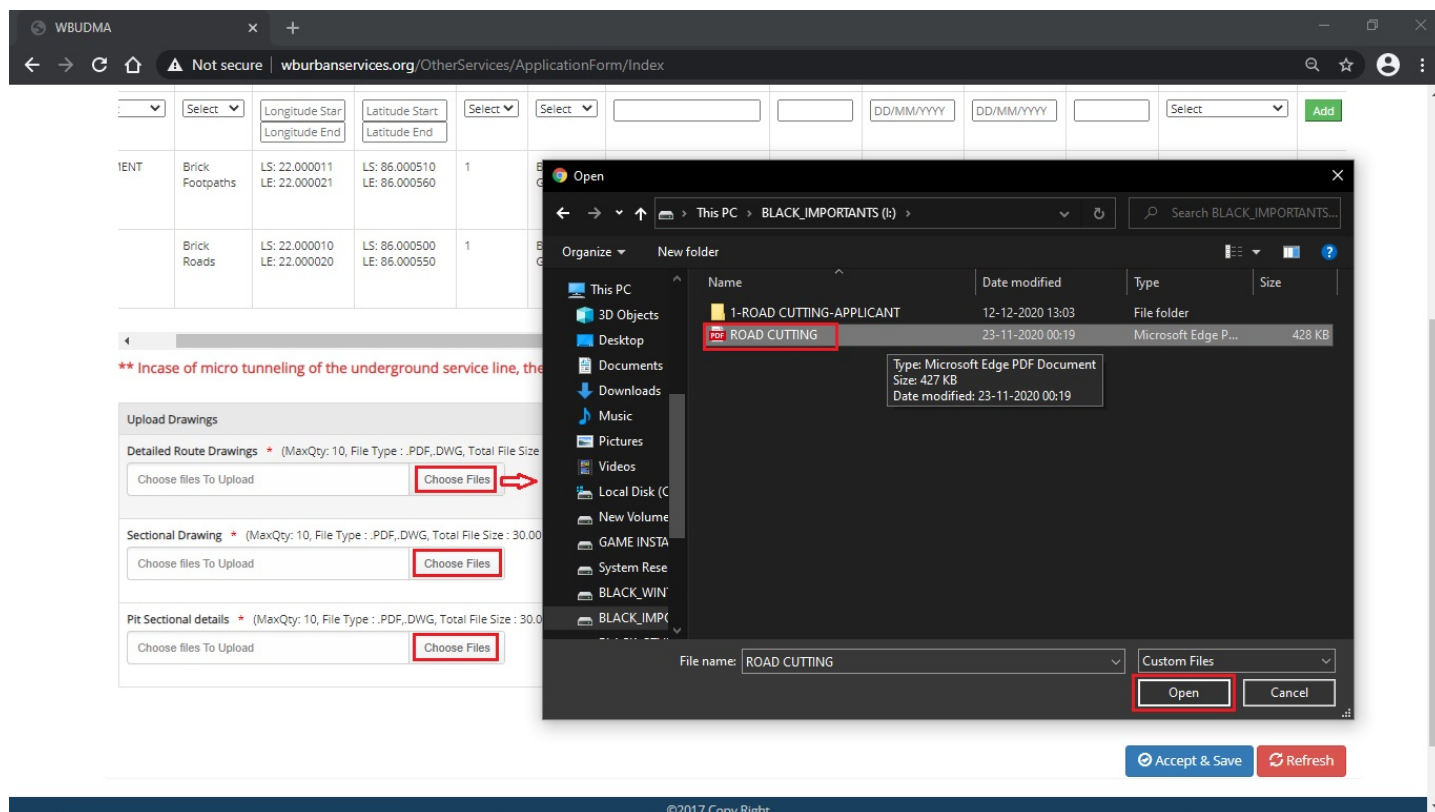 WBUDMA
Not secure | wburbanservices.org/OtherServices/ApplicationForm/Index
Select Longitude Star Latitude Start Select Select DD/MM/YYYY DD/MM/YYYY Select Add
Longitude End Latitude End
Brick Footpaths
LS: 22.000011
LE: 22.000021
LS: 86.000510
LE: 86.000560
1
Brick Roads
LS: 22.000010
LE: 22.000020
LS: 86.000500
LE: 86.000550
1
** Incase of micro tunneling of the underground service line, the
Upload Drawings
Detailed Route Drawings * (MaxQty: 10, File Type : .PDF,.DWG, Total File Size
Choose files To Upload Choose Files
Sectional Drawing * (MaxQty: 10, File Type : .PDF,.DWG, Total File Size : 30.00
Choose files To Upload Choose Files
Pit Sectional details * (MaxQty: 10, File Type : .PDF,.DWG, Total File Size : 30.0
Choose files To Upload Choose Files
Open
This PC > BLACK_IMPORTANTS (I:) > Search BLACK_IMPORTANTS...
Organize New folder
Name Date modified Type Size
1-ROAD CUTTING-APPLICANT 12-12-2020 13:03 File folder
PDF ROAD CUTTING 23-11-2020 00:19 Microsoft Edge P... 428 KB
Type: Microsoft Edge PDF Document
Size: 427 KB
Date modified: 23-11-2020 00:19
This PC
3D Objects
Desktop
Documents
Downloads
Music
Pictures
Videos
Local Disk (C
New Volume
GAME INSTA
System Rese
BLACK_WIN
BLACK_IMPO
File name: ROAD CUTTING Custom Files
Open Cancel
Accept & Save Refresh
©2017 Copy Right